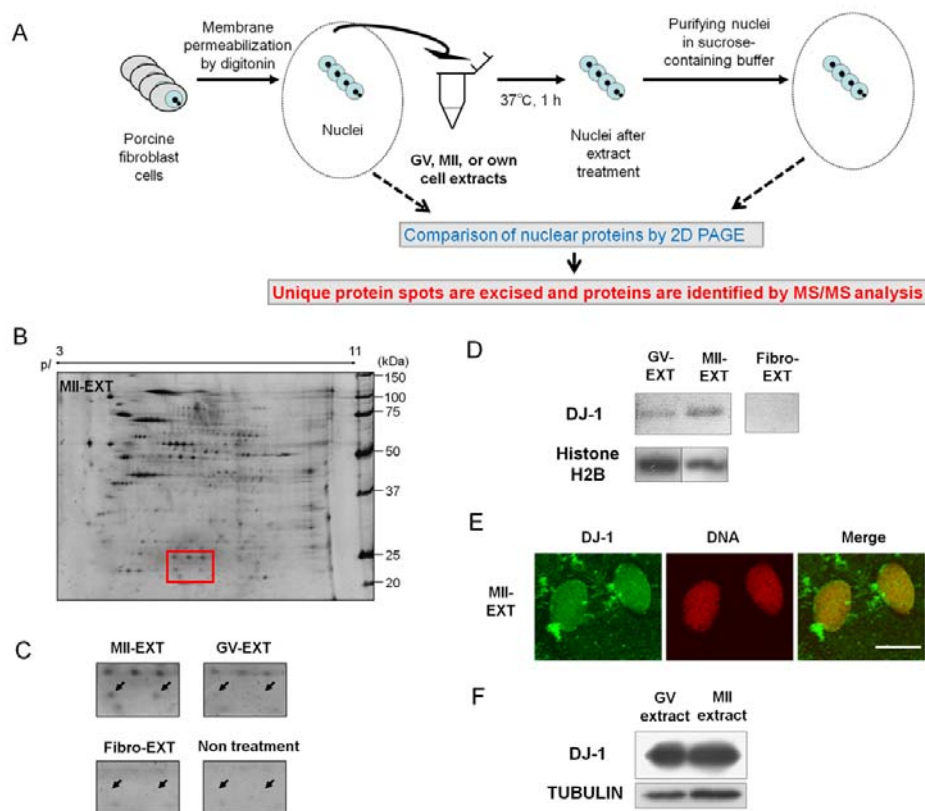 A
Membrane
permeabilization
by digitonin
Purifying nuclei
in sucrose-
containing buffer
Nuclei
37°C, 1 h
Porcine
fibroblast
cells
GV, MII, or own
cell extracts
Nuclei after
extract
treatment
Comparison of nuclear proteins by 2D PAGE
Unique protein spots are excised and proteins are identified by MS/MS analysis
B
3 11
pI (kDa)
MII-EXT
150
100
75
50
37
25
20
C
MII-EXT GV-EXT
Fibro-EXT Non treatment
D
GV-
EXT
MII-
EXT
Fibro-
EXT
DJ-1
Histone
H2B
E
DJ-1 DNA Merge
MII-
EXT
F
GV
extract
MII
extract
DJ-1
TUBULIN